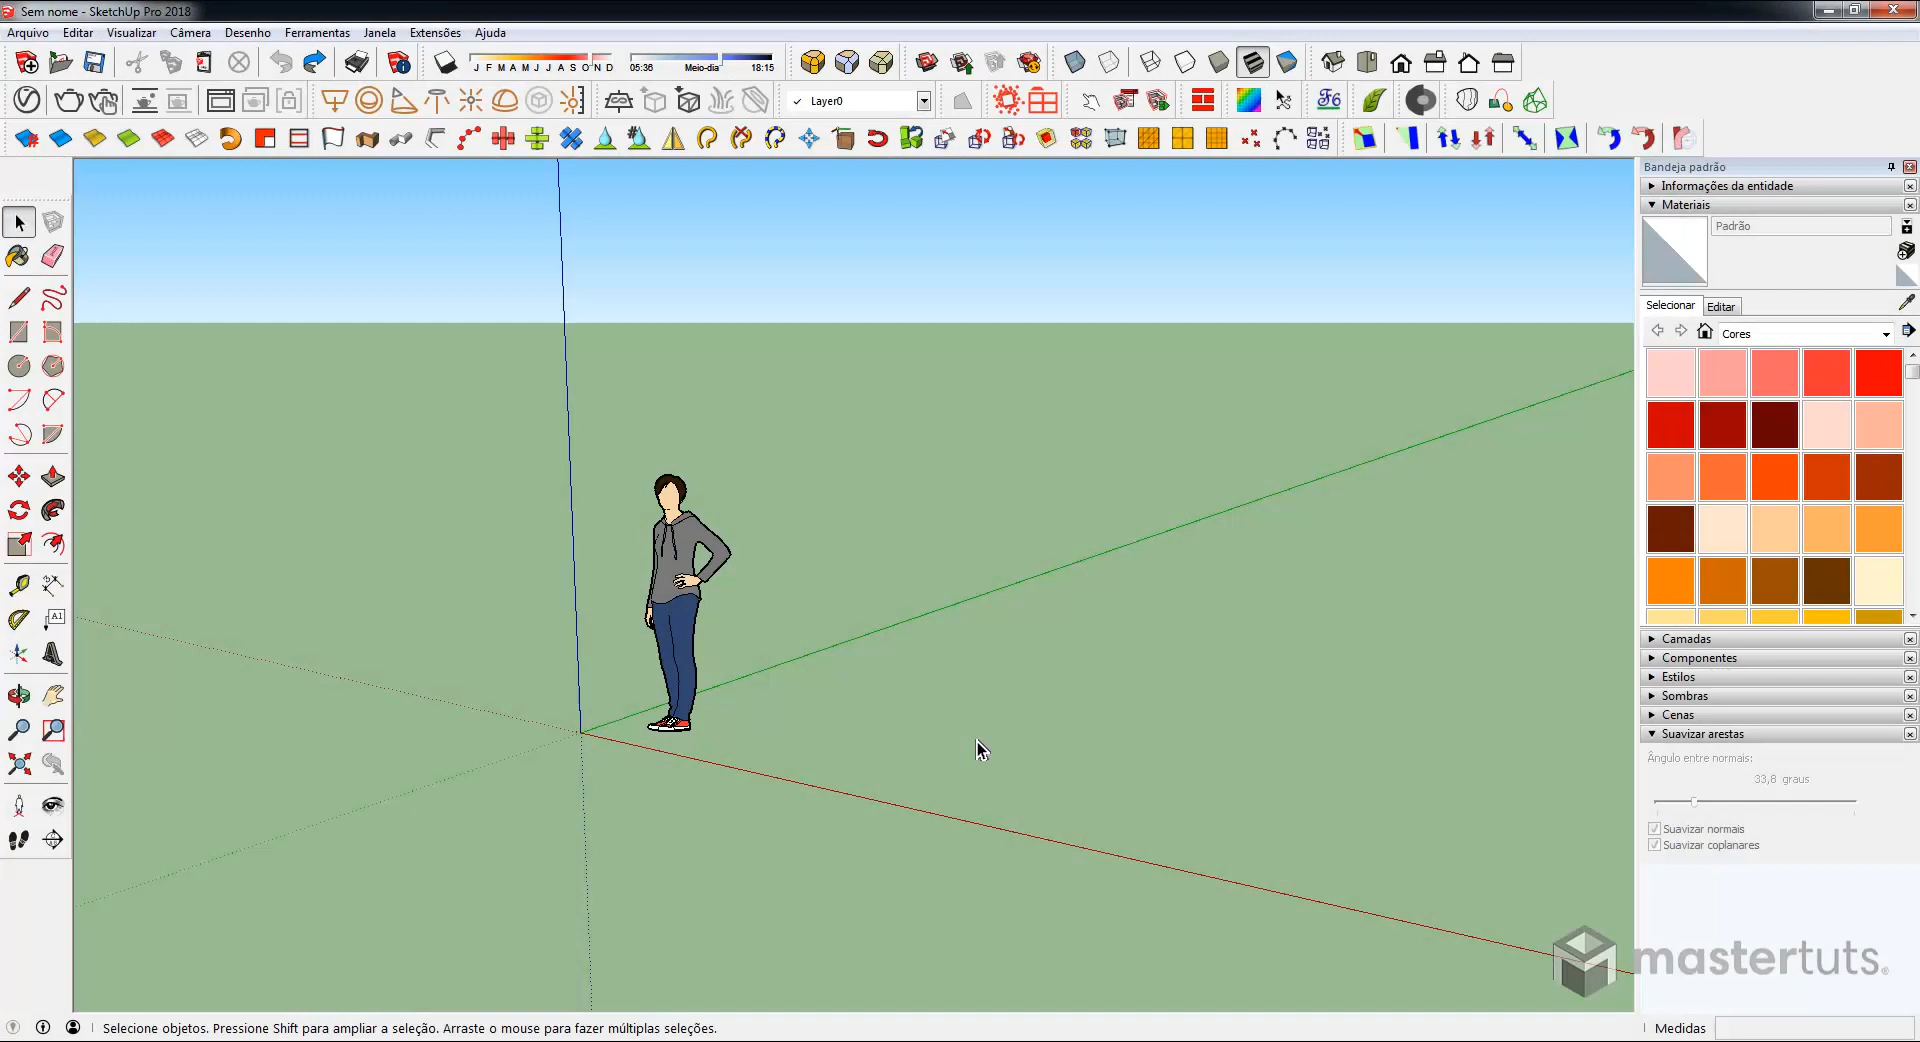 Sem nome - SketchUp Pro 2018
Arquivo Editar Visualizar Câmera Desenho Ferramentas Janela Extensões Ajuda
J F M A M J J A S O N D
05:36 Meio-dia 18:15
Layer0
F6
A1
Bandeja padrão
Informações da entidade
Materiais
Padrão
Selecionar Editar
Cores
Camadas
Componentes
Estilos
Sombras
Cenas
Suavizar arestas
Ângulo entre normais:
33,8 graus
Suavizar normais
Suavizar coplanares
mastertuts®
Selecione objetos. Pressione Shift para ampliar a seleção. Arraste o mouse para fazer múltiplas seleções.
Medidas